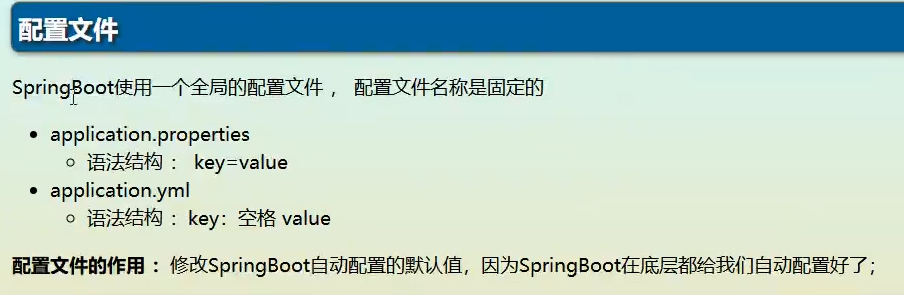 配置文件
SpringBoot使用一个全局的配置文件 ， 配置文件名称是固定的
application.properties
语法结构 ： key=value
application.yml
语法结构 ：key：空格 value
配置文件的作用 ：修改SpringBoot自动配置的默认值，因为SpringBoot在底层都给我们自动配置好了；